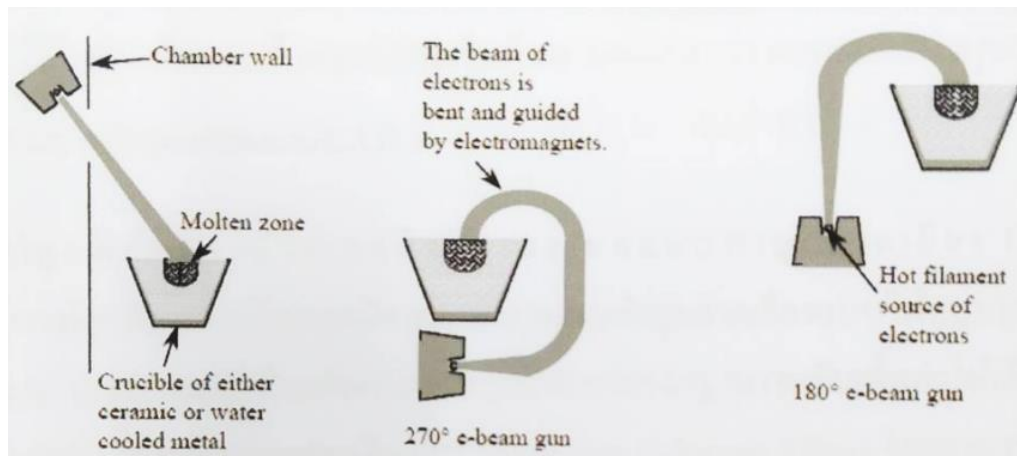 Chamber wall
The beam of
electrons is
bent and guided
by electromagnets.
Molten zone
Crucible of either
ceramic or water
cooled metal
270° e-beam gun
Hot filament
source of
electrons
180° e-beam gun